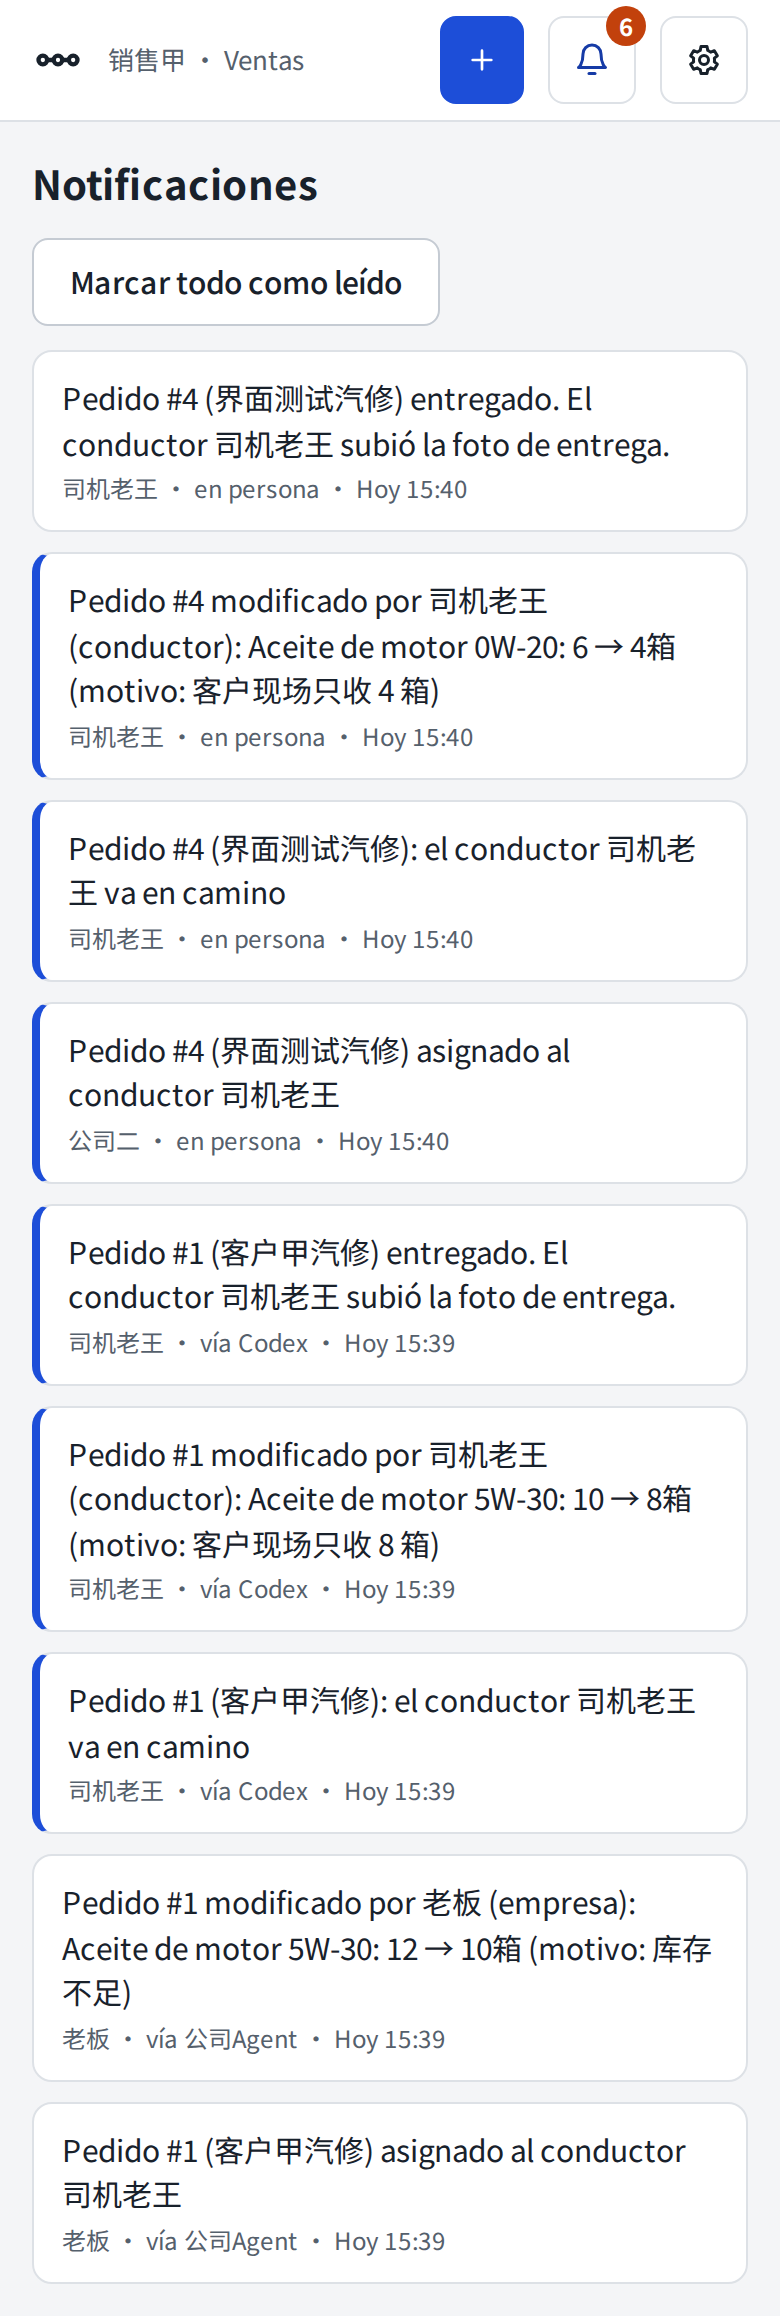 销售甲 · Ventas
6
Notificaciones
Marcar todo como leído
Pedido #4 (界面测试汽修) entregado. El
conductor 司机老王 subió la foto de entrega.
司机老王 · en persona · Hoy 15:40
Pedido #4 modificado por 司机老王
(conductor): Aceite de motor 0W-20: 6 → 4箱
(motivo: 客户现场只收 4 箱)
司机老王 · en persona · Hoy 15:40
Pedido #4 (界面测试汽修): el conductor 司机老
王 va en camino
司机老王 · en persona · Hoy 15:40
Pedido #4 (界面测试汽修) asignado al
conductor 司机老王
公司二 · en persona · Hoy 15:40
Pedido #1 (客户甲汽修) entregado. El
conductor 司机老王 subió la foto de entrega.
司机老王 · vía Codex · Hoy 15:39
Pedido #1 modificado por 司机老王
(conductor): Aceite de motor 5W-30: 10 → 8箱
(motivo: 客户现场只收 8 箱)
司机老王 · vía Codex · Hoy 15:39
Pedido #1 (客户甲汽修): el conductor 司机老王
va en camino
司机老王 · vía Codex · Hoy 15:39
Pedido #1 modificado por 老板 (empresa):
Aceite de motor 5W-30: 12 → 10箱 (motivo: 库存
不足)
老板 · vía 公司Agent · Hoy 15:39
Pedido #1 (客户甲汽修) asignado al conductor
司机老王
老板 · vía 公司Agent · Hoy 15:39